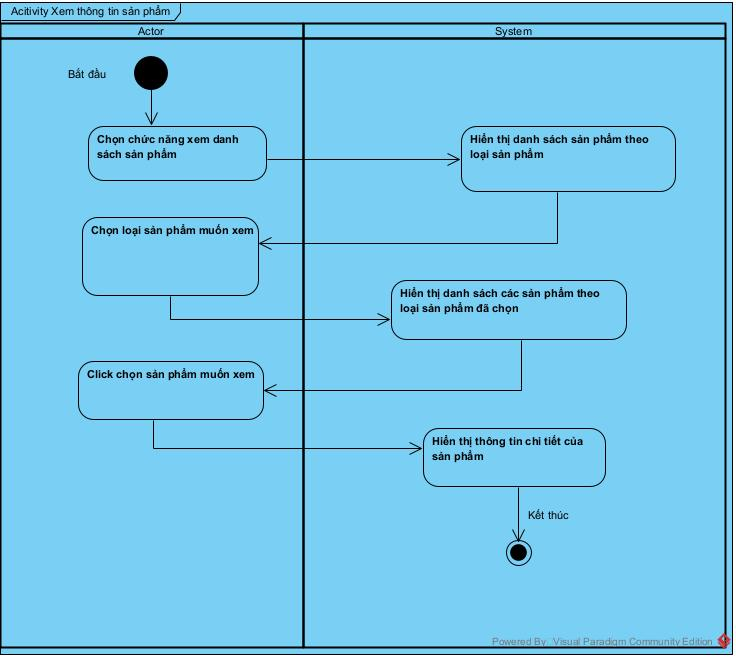 Acitivity Xem thông tin sản phẩm
Actor
System
Bắt đầu
Chọn chức năng xem danh
sách sản phẩm
Hiển thị danh sách sản phẩm theo
loại sản phẩm
Chọn loại sản phẩm muốn xem
Hiển thị danh sách các sản phẩm theo
loại sản phẩm đã chọn
Click chọn sản phẩm muốn xem
Hiển thị thông tin chi tiết của
sản phẩm
Kết thúc
Powered By Visual Paradigm Community Edition